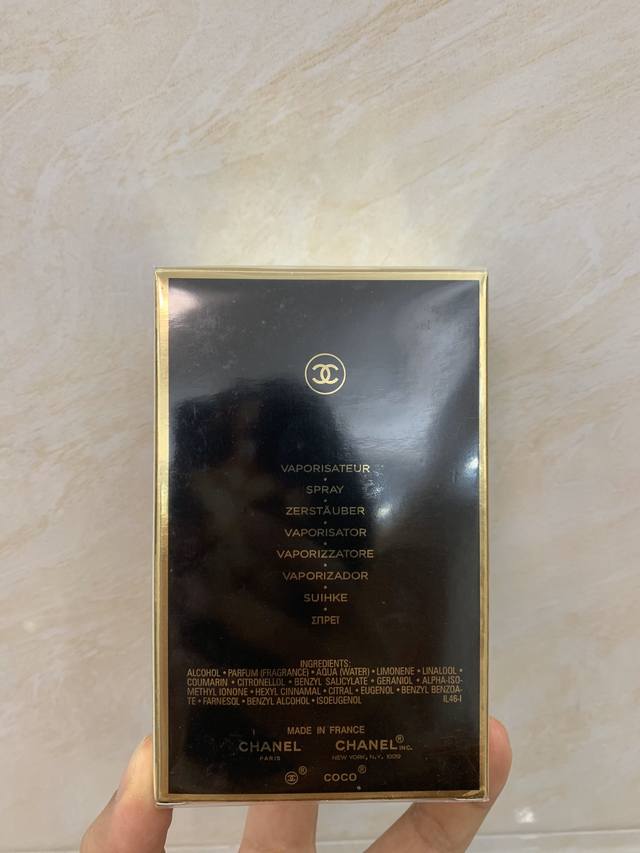 VAPORISATEUR
SPRAY
ZERSTÄUBER
VAPORISATOR
VAPORIZZATORE
VAPORIZADOR
SUIHKE
ΣΠΡΕΪ
INGREDIENTS:
ALCOHOL • PARFUM (FRAGRANCE) • AQUA (WATER) • LIMONENE • LINALOOL •
COUMARIN • CITRONELLOL • BENZYL SALICYLATE • GERANIOL • ALPHA-ISO-
METHYL IONONE • HEXYL CINNAMAL • CITRAL • EUGENOL • BENZYL BENZOA-
TE • FARNESOL • BENZYL ALCOHOL • ISOEUGENOL IL46-I
MADE IN FRANCE
CHANEL CHANEL® INC.
PARIS NEW YORK, N.Y. 10019
® COCO®